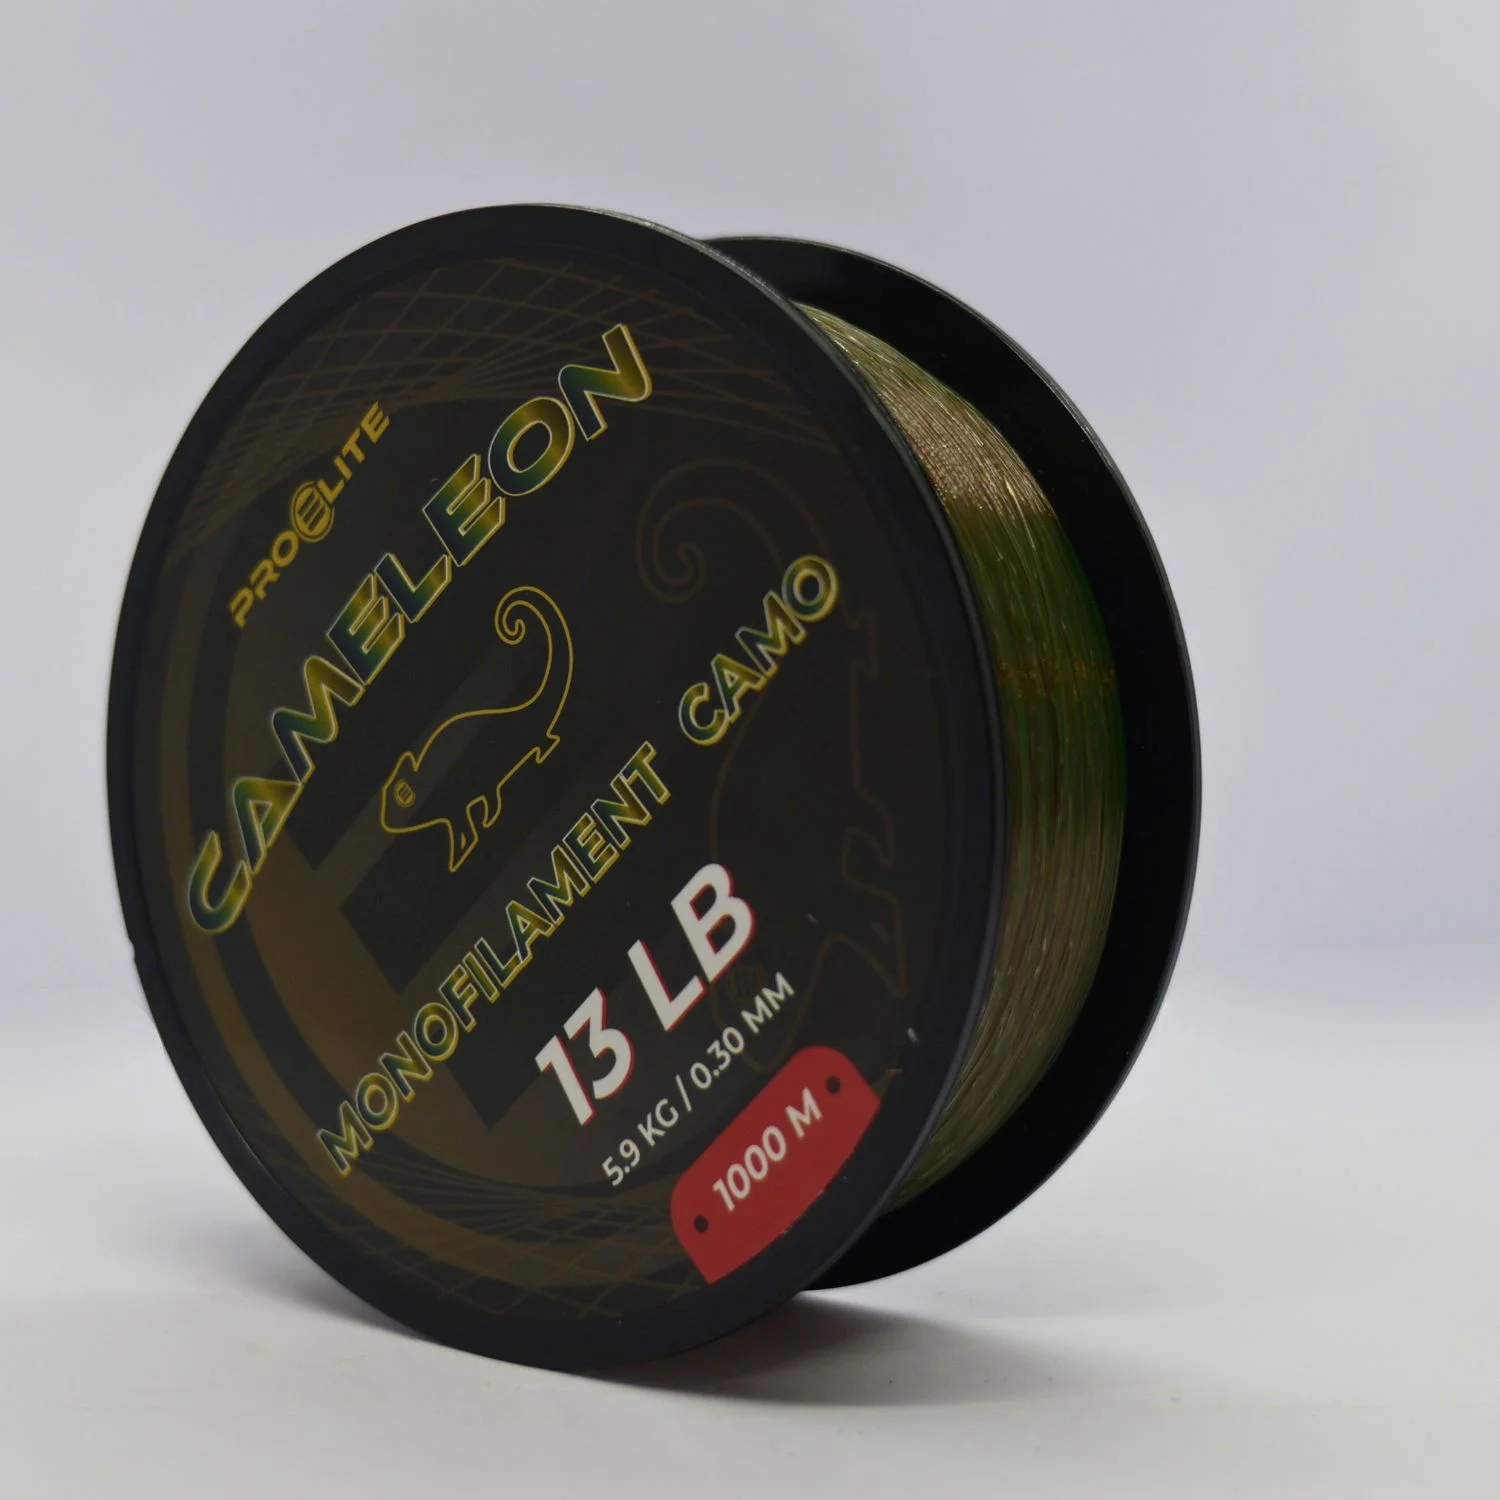 PROELITE
CAMELEON
MONOFILAMENT CAMO
13 LB
5.9 KG / 0.30 MM
1000 M